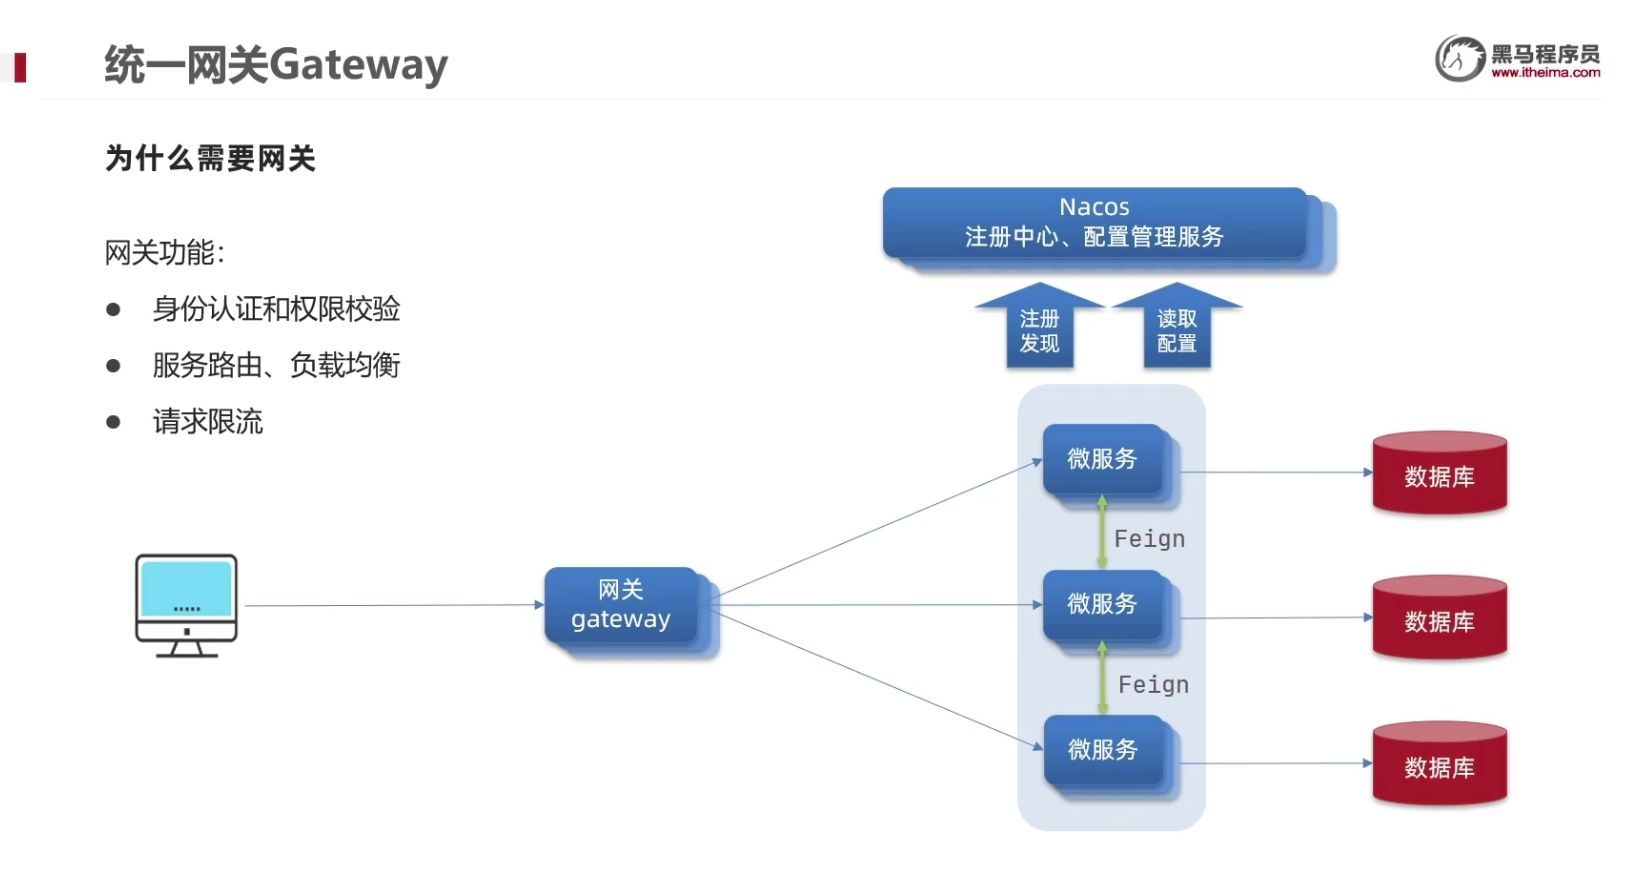 统一网关Gateway
黑马程序员
www.itheima.com
为什么需要网关
网关功能：
● 身份认证和权限校验
● 服务路由、负载均衡
● 请求限流
Nacos
注册中心、配置管理服务
注册
发现
读取
配置
微服务
数据库
Feign
网关
gateway
微服务
数据库
Feign
微服务
数据库